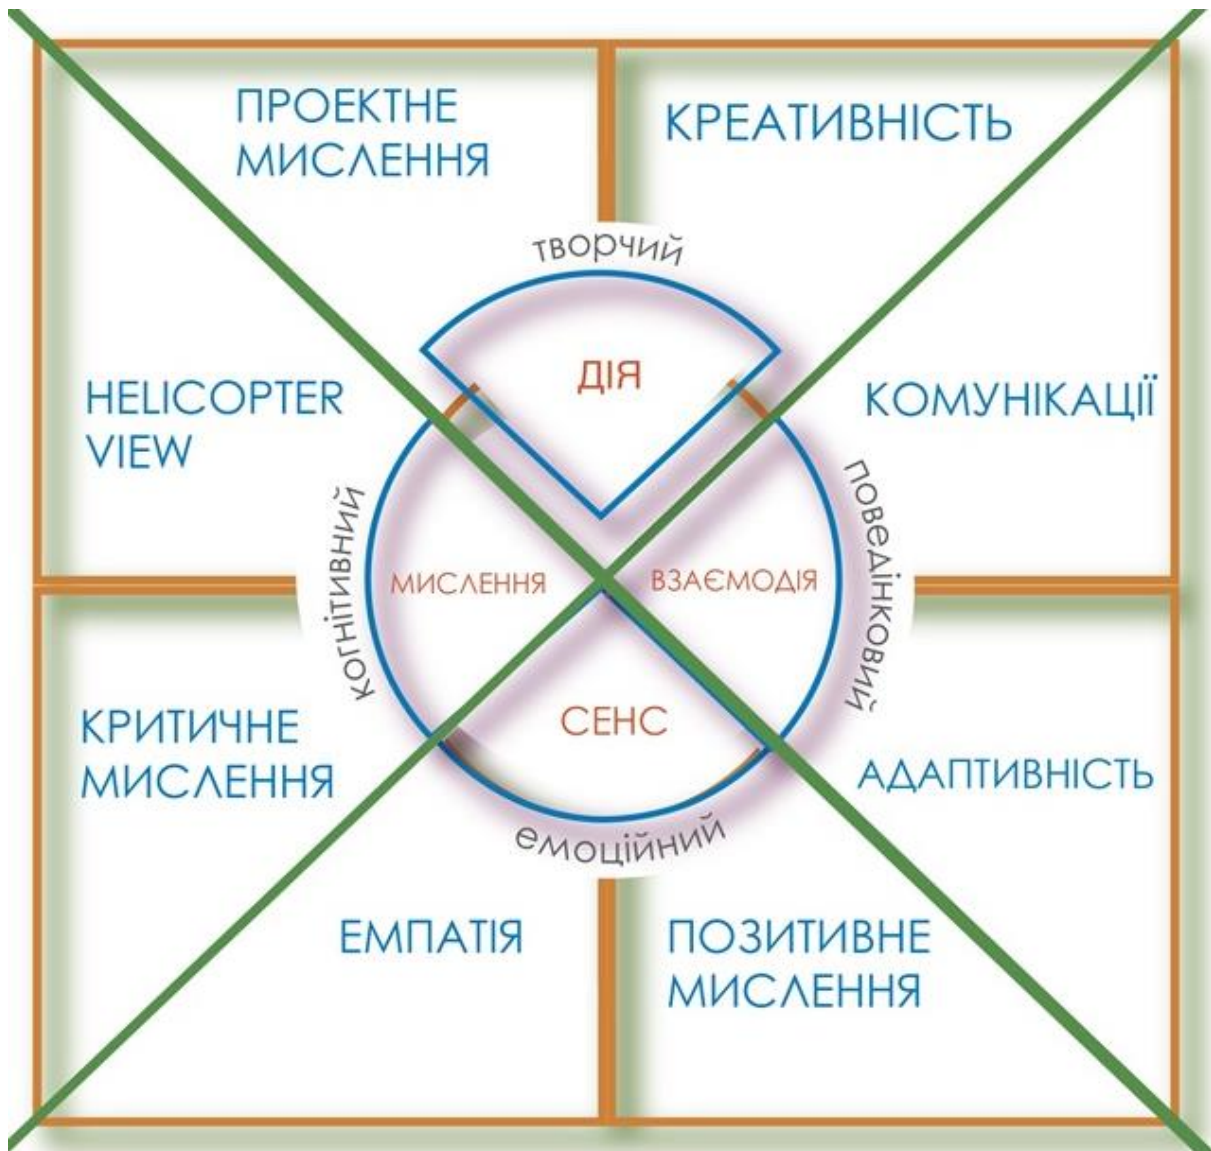 ПРОЕКТНЕ
МИСЛЕННЯ
КРЕАТИВНІСТЬ
творчий
ДІЯ
HELICOPTER
VIEW
КОМУНІКАЦІЇ
когнітивний
МИСЛЕННЯ
ВЗАЄМОДІЯ
поведінковий
СЕНС
КРИТИЧНЕ
МИСЛЕННЯ
АДАПТИВНІСТЬ
емоційний
ЕМПАТІЯ
ПОЗИТИВНЕ
МИСЛЕННЯ